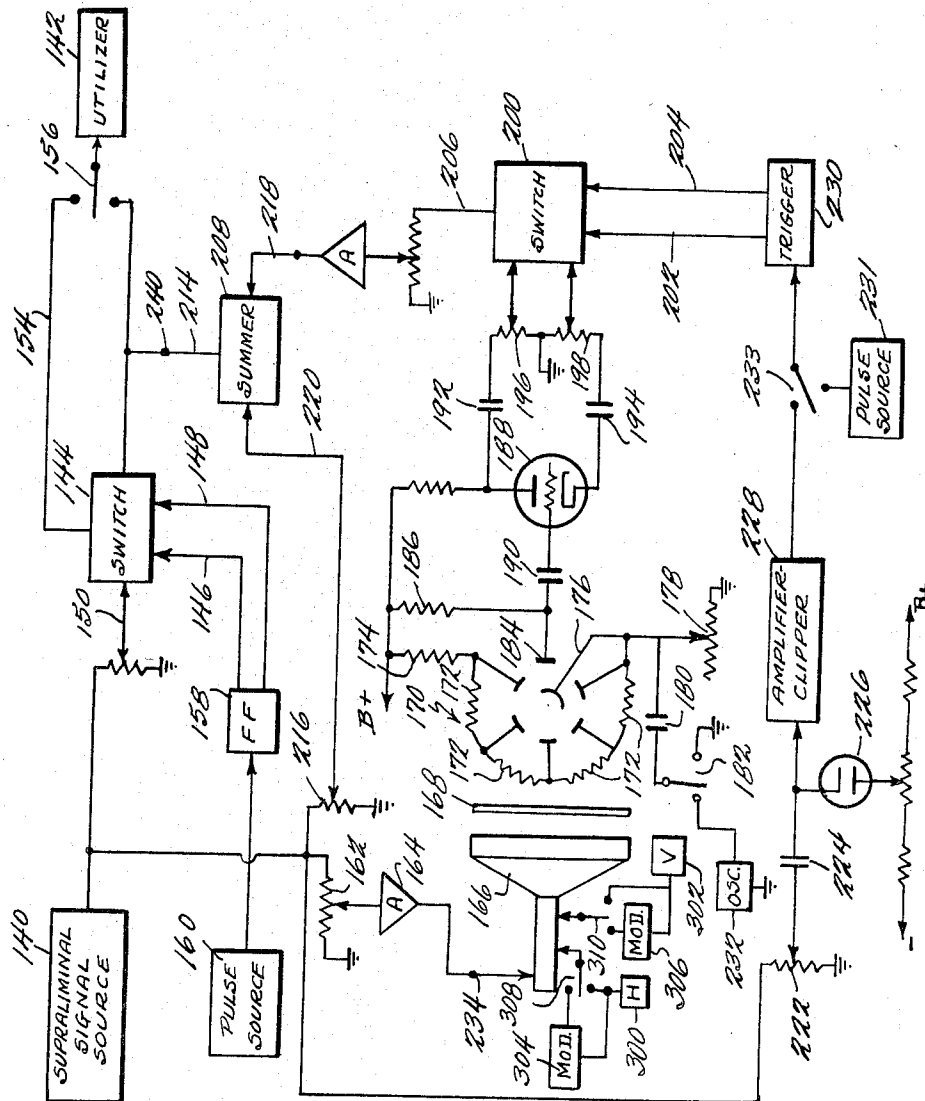 140
SUPRALIMINAL
SIGNAL
SOURCE
160
PULSE
SOURCE
158
FF
150
144
SWITCH
146
148
154
156
142
UTILIZER
240
214
208
SUMMER
218
220
A
206
200
SWITCH
216
162
A
164
234
166
168
170
172
172
172
174
B+
176
178
180
182
184
186
188
190
192
194
196
198
202
204
TRIGGER
230
233
231
PULSE
SOURCE
228
AMPLIFIER-
CLIPPER
226
224
222
OSC.
232
V
302
310
MOD.
306
308
304
MOD.
H
300
-
B+